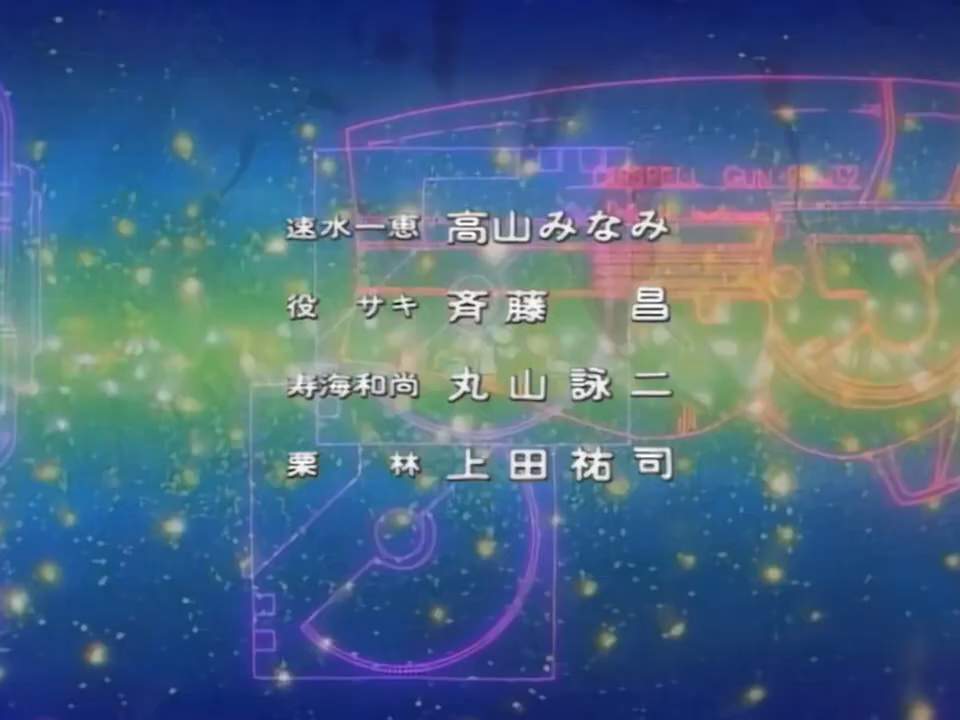 速水一恵 高山みなみ
役 サキ 斉藤 昌
寿海和尚 丸山詠二
栗 林 上田祐司